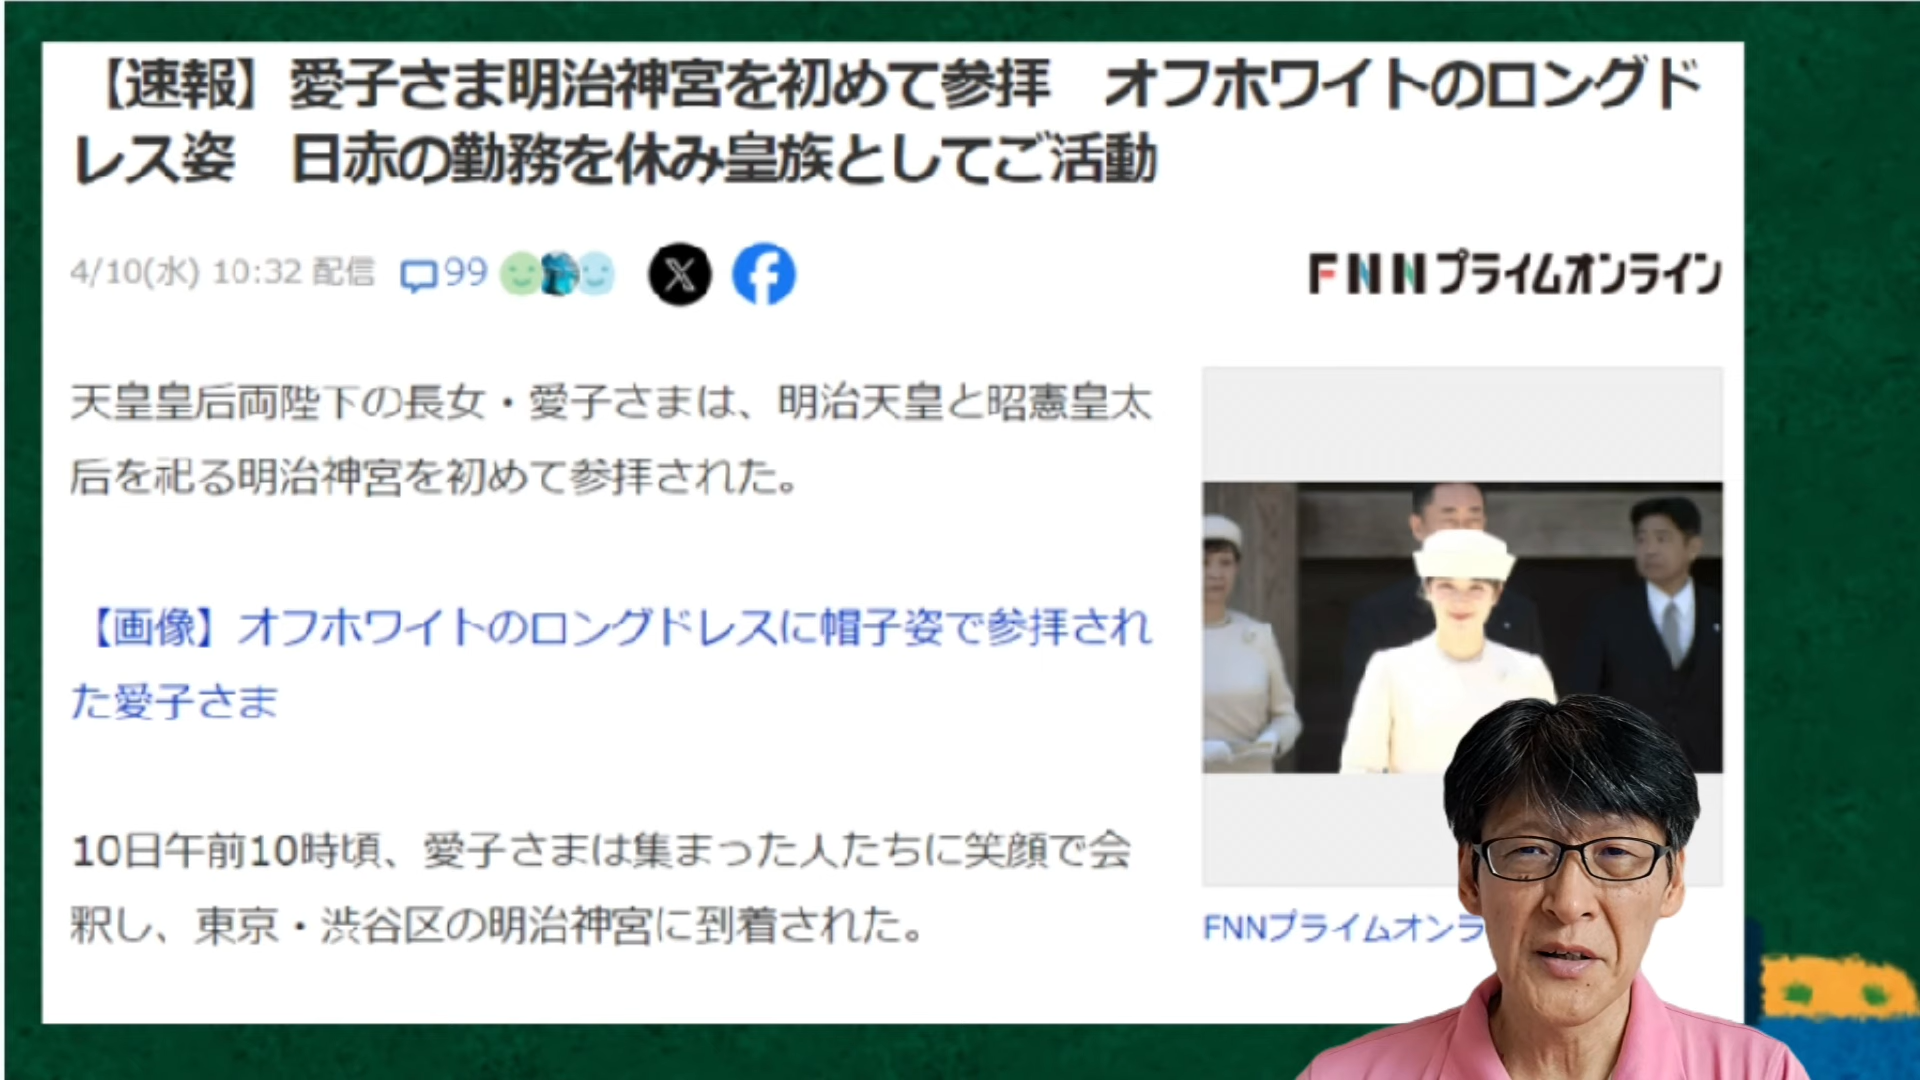 【速報】愛子さま明治神宮を初めて参拝　オフホワイトのロングド
レス姿　日赤の勤務を休み皇族としてご活動
4/10(水) 10:32 配信 99
FNNプライムオンライン
天皇皇后両陛下の長女・愛子さまは、明治天皇と昭憲皇太
后を祀る明治神宮を初めて参拝された。
【画像】オフホワイトのロングドレスに帽子姿で参拝され
た愛子さま
10日午前10時頃、愛子さまは集まった人たちに笑顔で会
釈し、東京・渋谷区の明治神宮に到着された。
FNNプライムオンラ